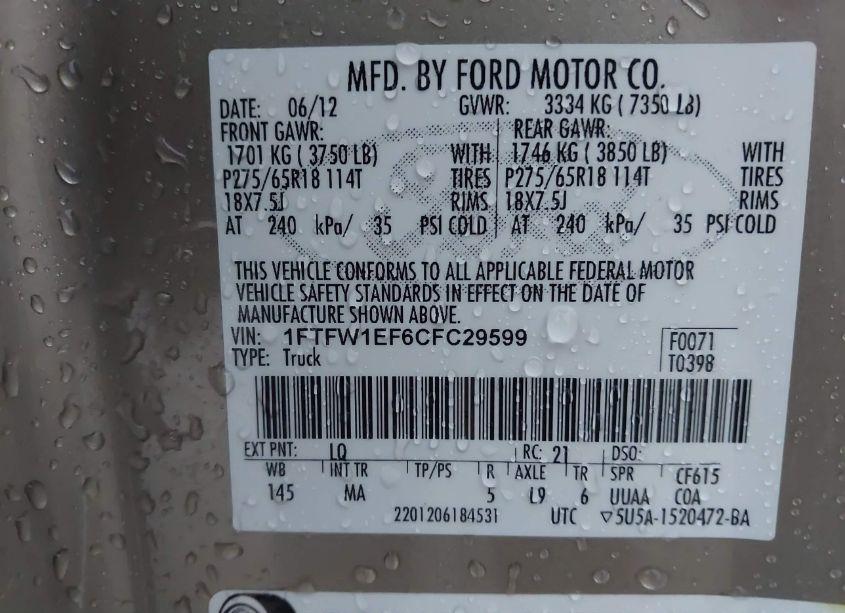 MFD. BY FORD MOTOR CO.
DATE: 06/12 GVWR: 3334 KG ( 7350 LB)
FRONT GAWR: REAR GAWR:
1701 KG ( 3750 LB) WITH 1746 KG ( 3850 LB) WITH
P275/65R18 114T TIRES P275/65R18 114T TIRES
18X7.5J RIMS 18X7.5J RIMS
AT 240 kPa/ 35 PSI COLD AT 240 kPa/ 35 PSI COLD
THIS VEHICLE CONFORMS TO ALL APPLICABLE FEDERAL MOTOR
VEHICLE SAFETY STANDARDS IN EFFECT ON THE DATE OF
MANUFACTURE SHOWN ABOVE.
VIN: 1FTFW1EF6CFC29599 F0071
TYPE: Truck T0398
EXT PNT: LQ RC: 21 DSO:
WB INT TR TP/PS R AXLE TR SPR CF615
145 MA 5 L9 6 UUAA COA
2201206184531 UTC ▽5U5A-1520472-BA